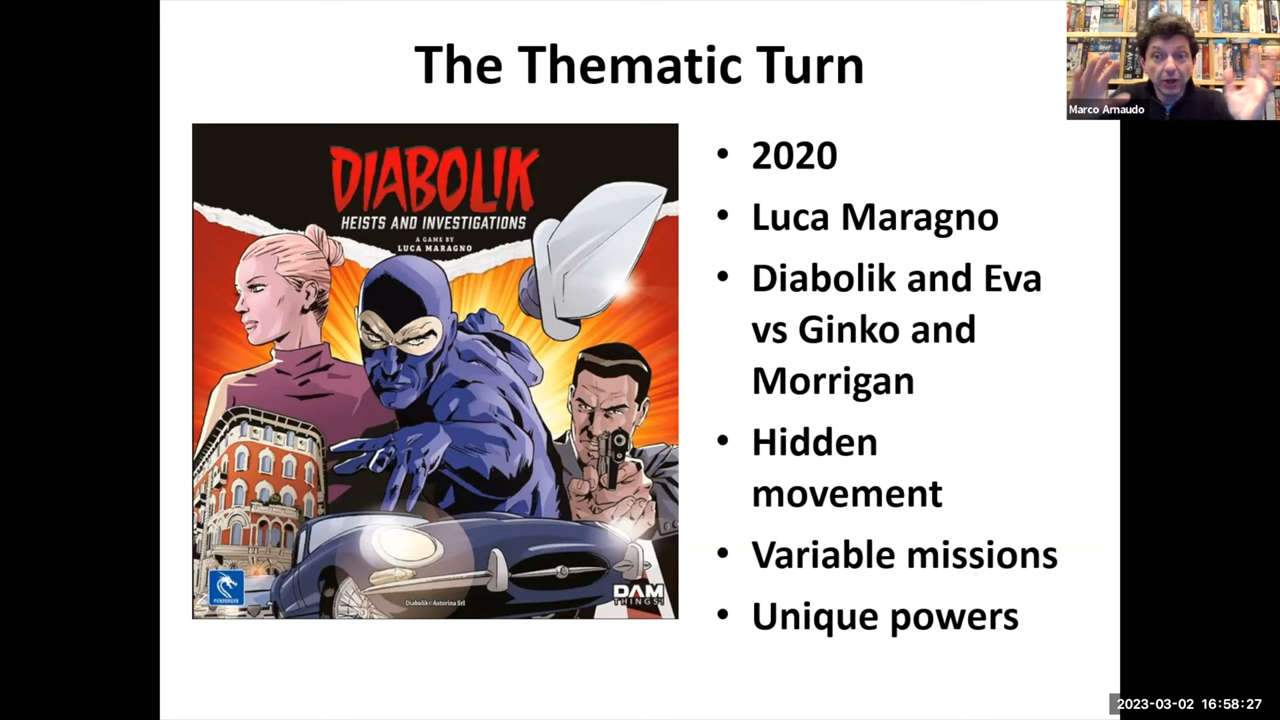 The Thematic Turn
Marco Arnaudo
DIABOLIK
HEISTS AND INVESTIGATIONS
A GAME BY
LUCA MARAGNO
PENDRAGON
Diabolik © Astorina Srl
DAM
THINGS!
• 2020
• Luca Maragno
• Diabolik and Eva
vs Ginko and
Morrigan
• Hidden
movement
• Variable missions
• Unique powers
2023-03-02 16:58:27